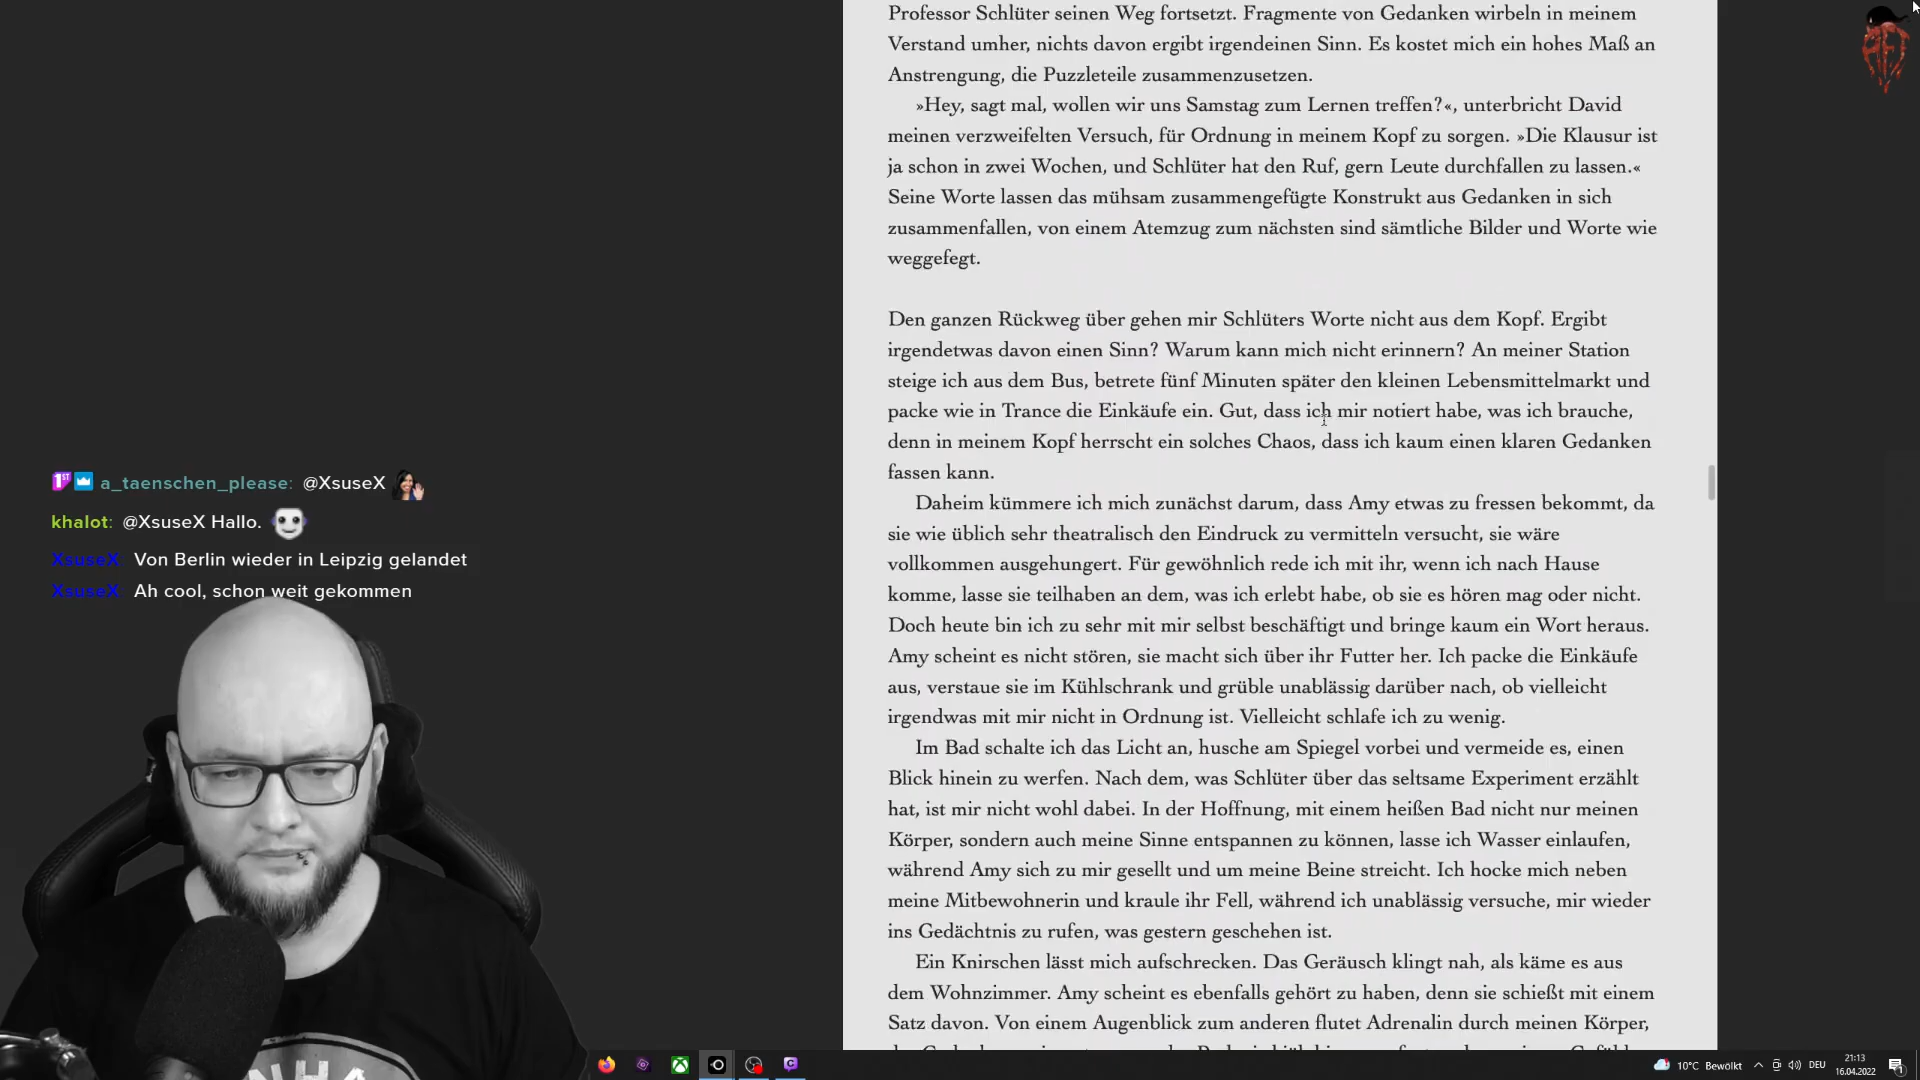 Professor Schlüter seinen Weg fortsetzt. Fragmente von Gedanken wirbeln in meinem
Verstand umher, nichts davon ergibt irgendeinen Sinn. Es kostet mich ein hohes Maß an
Anstrengung, die Puzzleteile zusammenzusetzen.
»Hey, sagt mal, wollen wir uns Samstag zum Lernen treffen?«, unterbricht David
meinen verzweifelten Versuch, für Ordnung in meinem Kopf zu sorgen. »Die Klausur ist
ja schon in zwei Wochen, und Schlüter hat den Ruf, gern Leute durchfallen zu lassen.«
Seine Worte lassen das mühsam zusammengefügte Konstrukt aus Gedanken in sich
zusammenfallen, von einem Atemzug zum nächsten sind sämtliche Bilder und Worte wie
weggefegt.
Den ganzen Rückweg über gehen mir Schlüters Worte nicht aus dem Kopf. Ergibt
irgendetwas davon einen Sinn? Warum kann mich nicht erinnern? An meiner Station
steige ich aus dem Bus, betrete fünf Minuten später den kleinen Lebensmittelmarkt und
packe wie in Trance die Einkäufe ein. Gut, dass ich mir notiert habe, was ich brauche,
denn in meinem Kopf herrscht ein solches Chaos, dass ich kaum einen klaren Gedanken
fassen kann.
Daheim kümmere ich mich zunächst darum, dass Amy etwas zu fressen bekommt, da
sie wie üblich sehr theatralisch den Eindruck zu vermitteln versucht, sie wäre
vollkommen ausgehungert. Für gewöhnlich rede ich mit ihr, wenn ich nach Hause
komme, lasse sie teilhaben an dem, was ich erlebt habe, ob sie es hören mag oder nicht.
Doch heute bin ich zu sehr mit mir selbst beschäftigt und bringe kaum ein Wort heraus.
Amy scheint es nicht stören, sie macht sich über ihr Futter her. Ich packe die Einkäufe
aus, verstaue sie im Kühlschrank und grüble unablässig darüber nach, ob vielleicht
irgendwas mit mir nicht in Ordnung ist. Vielleicht schlafe ich zu wenig.
Im Bad schalte ich das Licht an, husche am Spiegel vorbei und vermeide es, einen
Blick hinein zu werfen. Nach dem, was Schlüter über das seltsame Experiment erzählt
hat, ist mir nicht wohl dabei. In der Hoffnung, mit einem heißen Bad nicht nur meinen
Körper, sondern auch meine Sinne entspannen zu können, lasse ich Wasser einlaufen,
während Amy sich zu mir gesellt und um meine Beine streicht. Ich hocke mich neben
meine Mitbewohnerin und kraule ihr Fell, während ich unablässig versuche, mir wieder
ins Gedächtnis zu rufen, was gestern geschehen ist.
Ein Knirschen lässt mich aufschrecken. Das Geräusch klingt nah, als käme es aus
dem Wohnzimmer. Amy scheint es ebenfalls gehört zu haben, denn sie schießt mit einem
Satz davon. Von einem Augenblick zum anderen flutet Adrenalin durch meinen Körper,
1ST a_taenschen_please: @XsuseX
khalot: @XsuseX Hallo.
XsuseX: Von Berlin wieder in Leipzig gelandet
XsuseX: Ah cool, schon weit gekommen
10°C Bewölkt DEU 21:13
16.04.2022